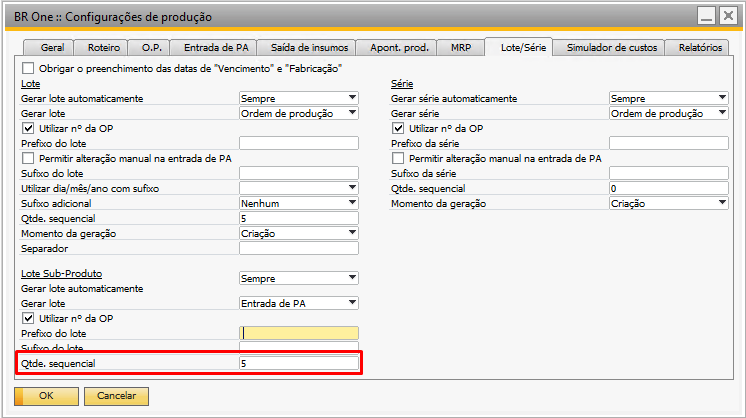 BR One :: Configurações de produção
Geral Roteiro O.P. Entrada de PA Saída de insumos Apont. prod. MRP Lote/Série Simulador de custos Relatórios
Obrigar o preenchimento das datas de "Vencimento" e "Fabricação"
Lote
Gerar lote automaticamente Sempre
Gerar lote Ordem de produção
Utilizar nº da OP
Prefixo do lote
Permitir alteração manual na entrada de PA
Sufixo do lote
Utilizar dia/mês/ano com sufixo
Sufixo adicional Nenhum
Qtde. sequencial 5
Momento da geração Criação
Separador
Série
Gerar série automaticamente Sempre
Gerar série Ordem de produção
Utilizar nº da OP
Prefixo da série
Permitir alteração manual na entrada de PA
Sufixo da série
Qtde. sequencial 0
Momento da geração Criação
Lote Sub-Produto Sempre
Gerar lote automaticamente
Gerar lote Entrada de PA
Utilizar nº da OP
Prefixo do lote
Sufixo do lote
Qtde. sequencial 5
OK Cancelar